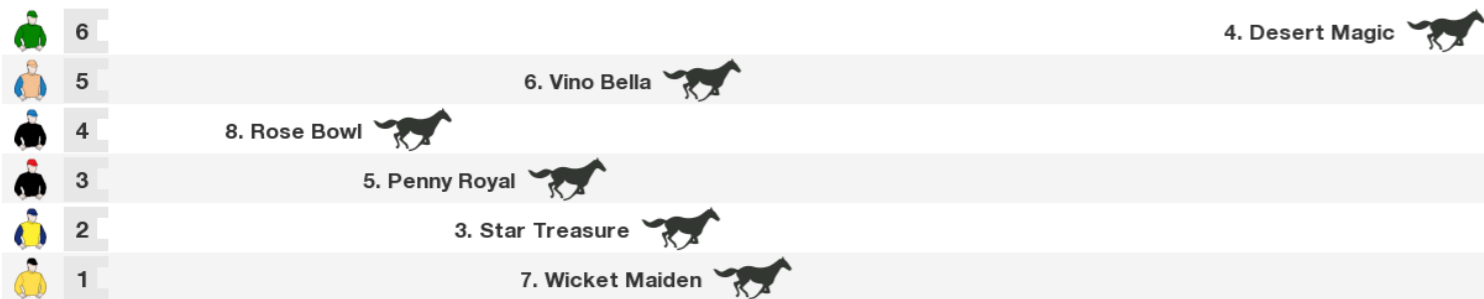 6 4. Desert Magic
5 6. Vino Bella
4 8. Rose Bowl
3 5. Penny Royal
2 3. Star Treasure
1 7. Wicket Maiden